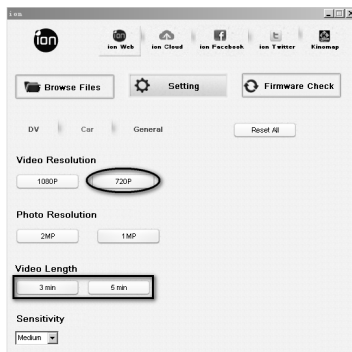 ion
ion
ion Web ion Cloud ion Facebook ion Twitter Kinomap
Browse Files Setting Firmware Check
DV Car General Reset All
Video Resolution
1080P 720P
Photo Resolution
2MP 1MP
Video Length
3 min 5 min
Sensitivity
Medium